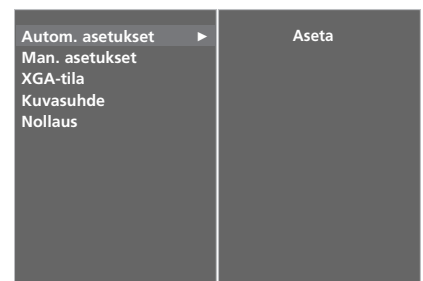 Autom. asetukset ► Aseta
Man. asetukset
XGA-tila
Kuvasuhde
Nollaus